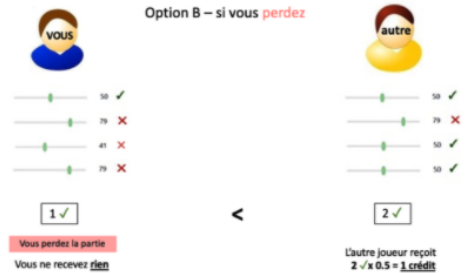 Option B – si vous perdez
vous
autre
50 ✓
79 ✕
41 ✕
79 ✕
50 ✓
79 ✕
50 ✓
50 ✓
1 ✓
<
2 ✓
Vous perdez la partie
Vous ne recevez rien
L'autre joueur reçoit
2 ✓x 0.5 = 1 crédit